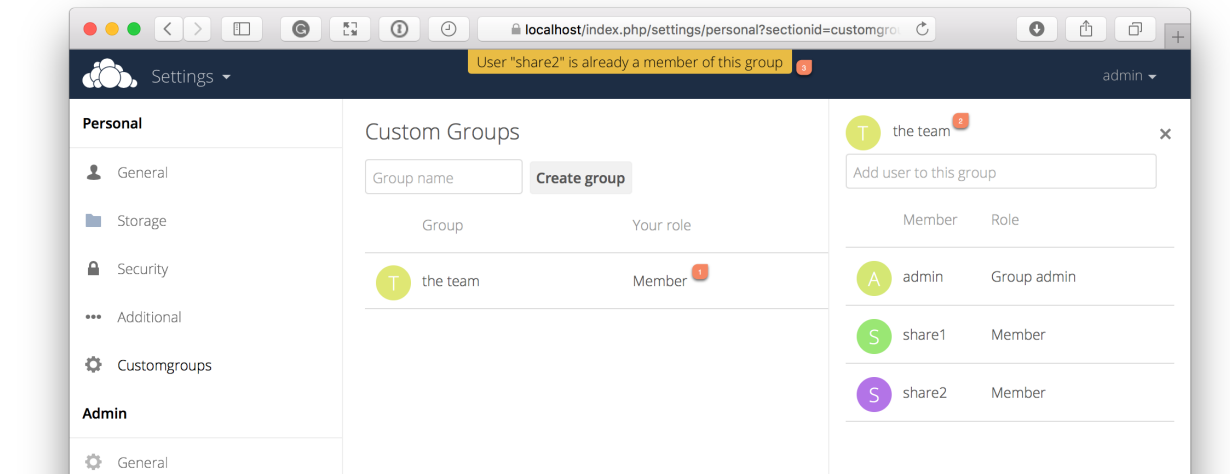 localhost/index.php/settings/personal?sectionid=customgro
User "share2" is already a member of this group 3
Settings
admin
Personal
General
Storage
Security
Additional
Customgroups
Admin
General
Custom Groups
Group name
Create group
Group Your role
T the team Member 1
T the team 2
Add user to this group
Member Role
A admin Group admin
S share1 Member
S share2 Member